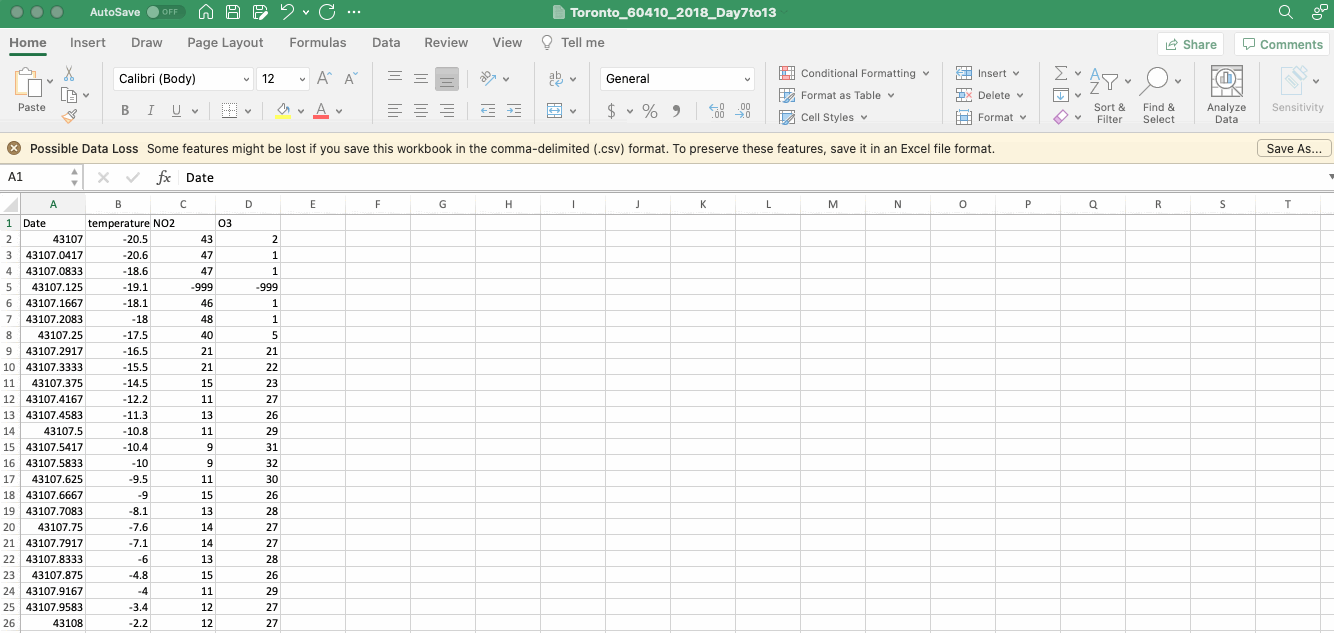 AutoSave OFF Toronto_60410_2018_Day7to13
Home Insert Draw Page Layout Formulas Data Review View Tell me Share Comments
Paste Calibri (Body) 12 A A ab General Conditional Formatting Insert Sort & Filter Find & Select Analyze Data Sensitivity
Format as Table Delete
B I U A $ % Cell Styles Format
Possible Data Loss Some features might be lost if you save this workbook in the comma-delimited (.csv) format. To preserve these features, save it in an Excel file format. Save As...
A1 fx Date
A B C D E F G H I J K L M N O P Q R S T
1 Date temperature NO2 O3
2 43107 -20.5 43 2
3 43107.0417 -20.6 47 1
4 43107.0833 -18.6 47 1
5 43107.125 -19.1 -999 -999
6 43107.1667 -18.1 46 1
7 43107.2083 -18 48 1
8 43107.25 -17.5 40 5
9 43107.2917 -16.5 21 21
10 43107.3333 -15.5 21 22
11 43107.375 -14.5 15 23
12 43107.4167 -12.2 11 27
13 43107.4583 -11.3 13 26
14 43107.5 -10.8 11 29
15 43107.5417 -10.4 9 31
16 43107.5833 -10 9 32
17 43107.625 -9.5 11 30
18 43107.6667 -9 15 26
19 43107.7083 -8.1 13 28
20 43107.75 -7.6 14 27
21 43107.7917 -7.1 14 27
22 43107.8333 -6 13 28
23 43107.875 -4.8 15 26
24 43107.9167 -4 11 29
25 43107.9583 -3.4 12 27
26 43108 -2.2 12 27